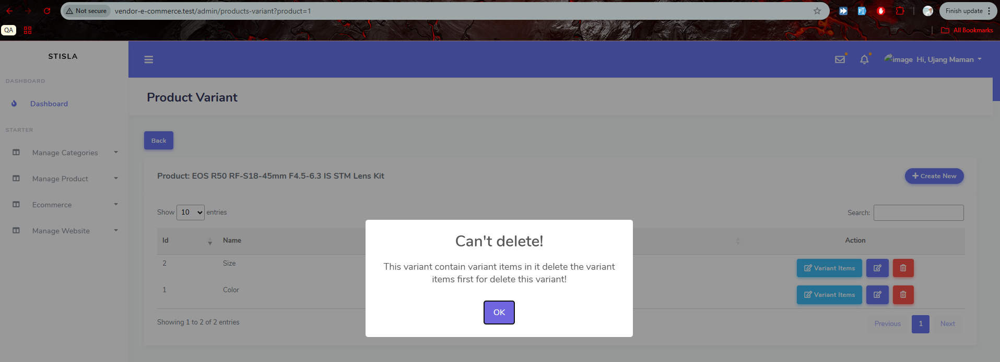 Not secure
vendor-e-commerce.test/admin/products-variant?product=1
Finish update
QA
All Bookmarks
STISLA
image Hi, Ujang Maman
DASHBOARD
Dashboard
STARTER
Manage Categories
Manage Product
Ecommerce
Manage Website
Product Variant
Back
Product: EOS R50 RF-S18-45mm F4.5-6.3 IS STM Lens Kit
Create New
Show 10 entries
Search:
Id Name Action
2 Size Variant Items
1 Color Variant Items
Showing 1 to 2 of 2 entries
Previous 1 Next
Can't delete!
This variant contain variant items in it delete the variant
items first for delete this variant!
OK